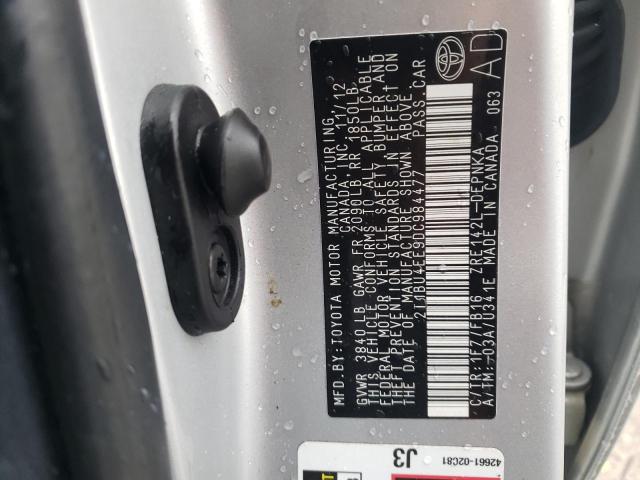 MFD.BY:TOYOTA MOTOR MANUFACTURING
CANADA, INC. 11/12
GVWR 3840 LB GAWR FR 2090LB RR 1850LB
THIS VEHICLE CONFORMS TO ALL APPLICABLE
FEDERAL MOTOR VEHICLE SAFETY, BUMPER, AND
THEFT PREVENTION STANDARDS IN EFFECT ON
THE DATE OF MANUFACTURE SHOWN ABOVE.
2T1BU4EE9DC984477 PASS.CAR
C/TR:1F7/FB16 ZRE142L-DEPNKA
A/TM:-03A/U341E MADE IN CANADA 063
AD
J3
42661-02C81